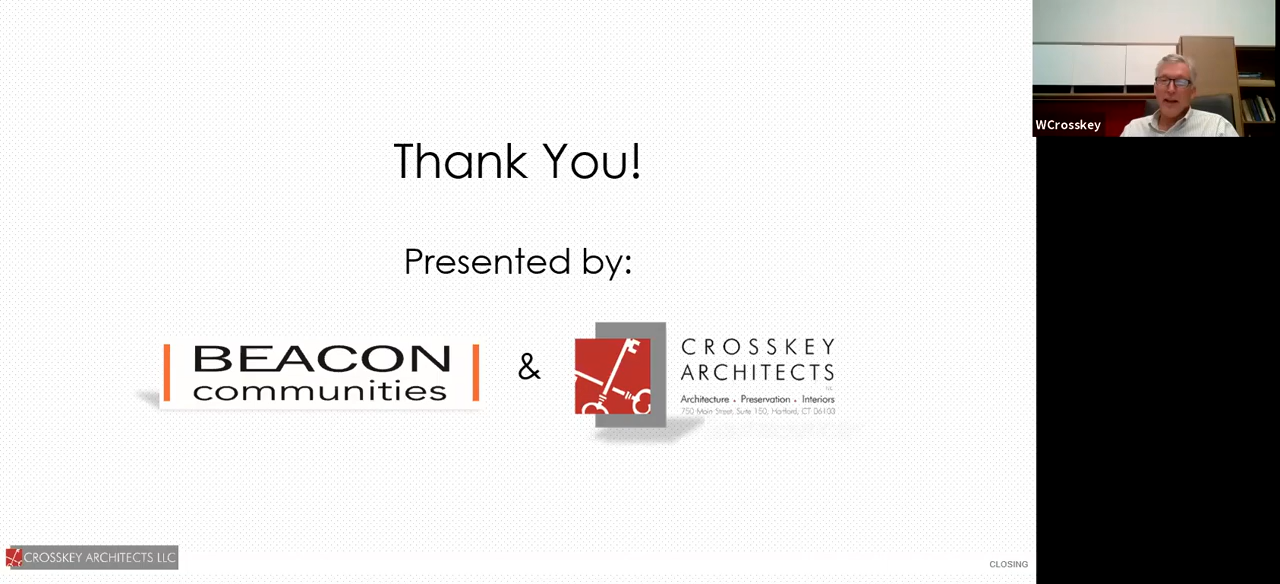 Thank You!
Presented by:
BEACON
communities
&
CROSSKEY
ARCHITECTS
Architecture • Preservation • Interiors
750 Main Street, Suite 150, Hartford, CT 06103
WCrosskey
CROSSKEY ARCHITECTS LLC
CLOSING